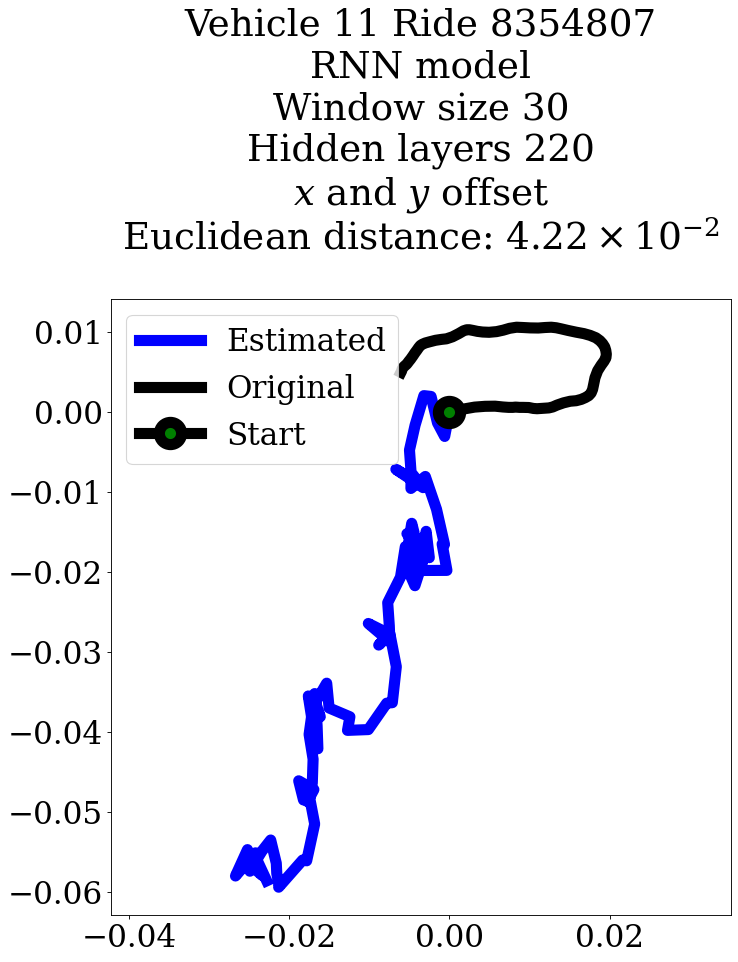 Vehicle 11 Ride 8354807
RNN model
Window size 30
Hidden layers 220
x and y offset
Euclidean distance: 4.22 × 10⁻²
Estimated
Original
Start
0.01
0.00
−0.01
−0.02
−0.03
−0.04
−0.05
−0.06
−0.04 −0.02 0.00 0.02